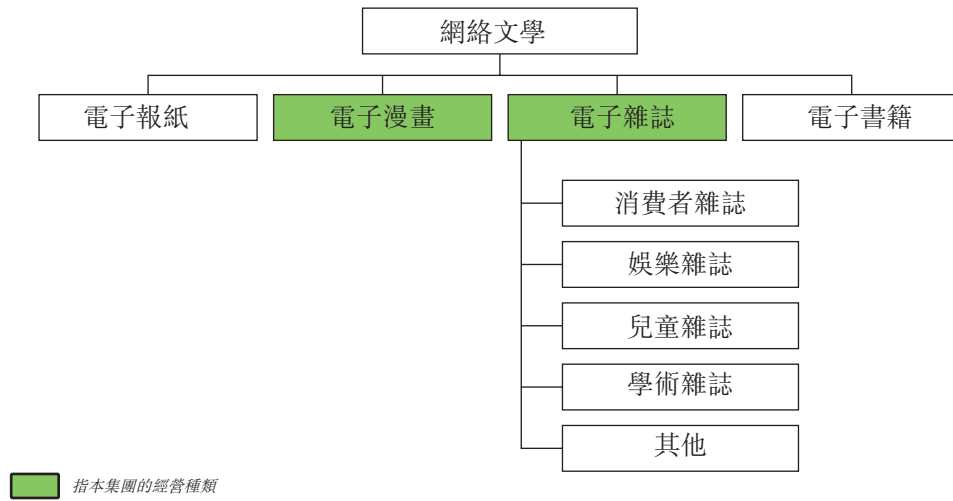 網絡文學
電子報紙
電子漫畫
電子雜誌
電子書籍
消費者雜誌
娛樂雜誌
兒童雜誌
學術雜誌
其他
指本集團的經營種類